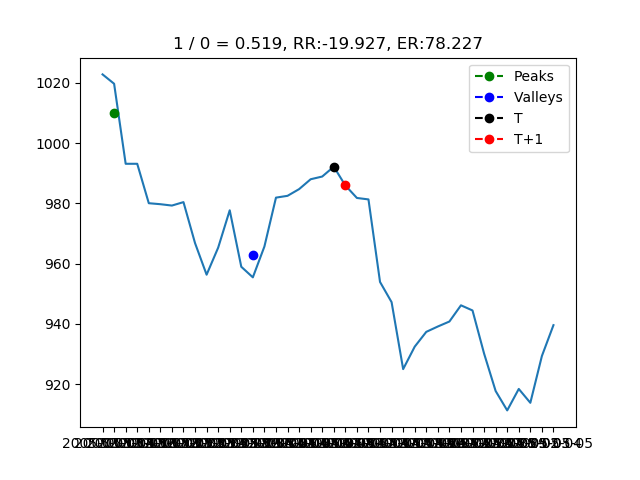 1 / 0 = 0.519, RR:-19.927, ER:78.227
Peaks
Valleys
T
T+1
1020
1000
980
960
940
920